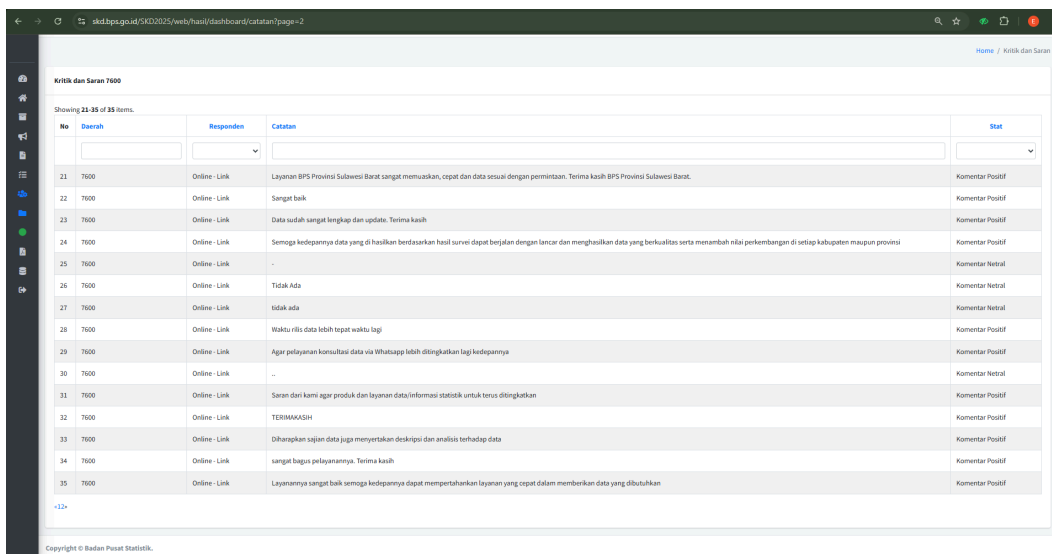 skd.bps.go.id/SKD2025/web/hasil/dashboard/catatan?page=2
E
Home / Kritik dan Saran
Kritik dan Saran 7600
Showing 21-35 of 35 items.
No Daerah Responden Catatan Stat
21 7600 Online - Link Layanan BPS Provinsi Sulawesi Barat sangat memuaskan, cepat dan data sesuai dengan permintaan. Terima kasih BPS Provinsi Sulawesi Barat. Komentar Positif
22 7600 Online - Link Sangat baik Komentar Positif
23 7600 Online - Link Data sudah sangat lengkap dan update. Terima kasih Komentar Positif
24 7600 Online - Link Semoga kedepannya data yang di hasilkan berdasarkan hasil survei dapat berjalan dengan lancar dan menghasilkan data yang berkualitas serta menambah nilai perkembangan di setiap kabupaten maupun provinsi Komentar Positif
25 7600 Online - Link - Komentar Netral
26 7600 Online - Link Tidak Ada Komentar Netral
27 7600 Online - Link tidak ada Komentar Netral
28 7600 Online - Link Waktu rilis data lebih tepat waktu lagi Komentar Positif
29 7600 Online - Link Agar pelayanan konsultasi data via Whatsapp lebih ditingkatkan lagi kedepannya Komentar Positif
30 7600 Online - Link .. Komentar Netral
31 7600 Online - Link Saran dari kami agar produk dan layanan data/informasi statistik untuk terus ditingkatkan Komentar Positif
32 7600 Online - Link TERIMAKASIH Komentar Positif
33 7600 Online - Link Diharapkan sajian data juga menyertakan deskripsi dan analisis terhadap data Komentar Positif
34 7600 Online - Link sangat bagus pelayanannya. Terima kasih Komentar Positif
35 7600 Online - Link Layanannya sangat baik semoga kedepannya dapat mempertahankan layanan yang cepat dalam memberikan data yang dibutuhkan Komentar Positif
«12»
Copyright © Badan Pusat Statistik.